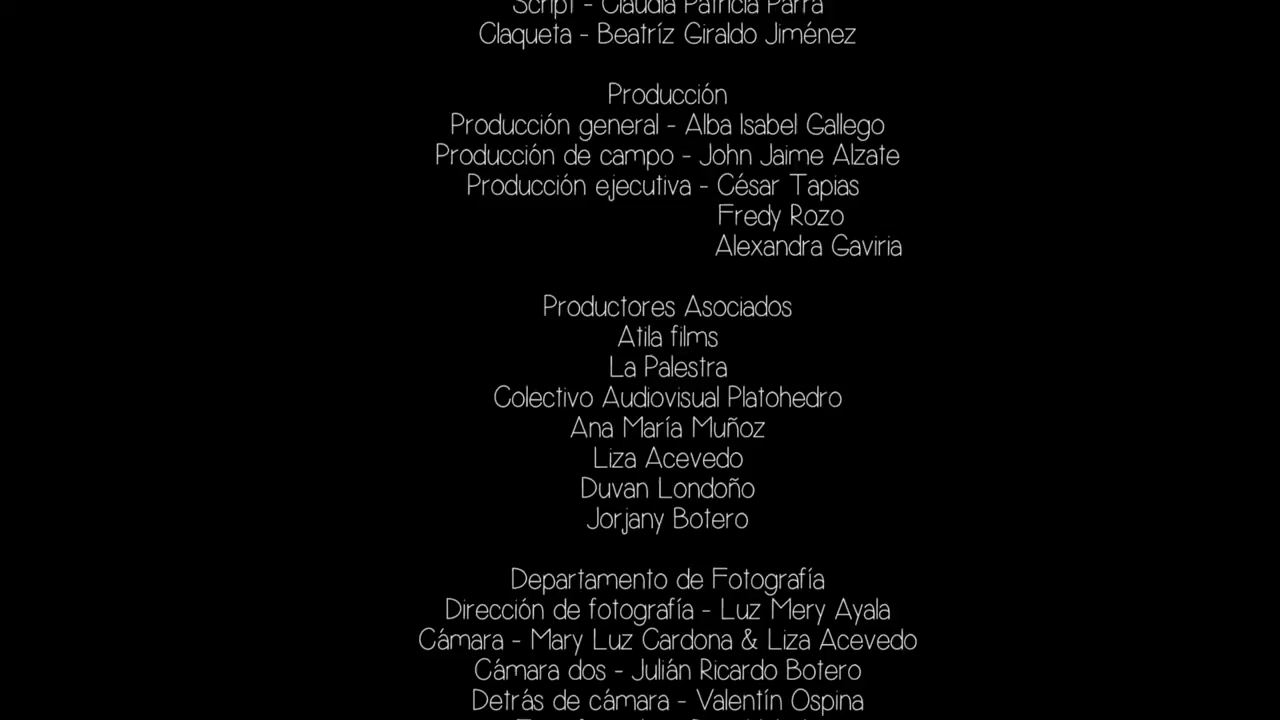 Script - Claudia Patricia Parra
Claqueta - Beatríz Giraldo Jiménez
Producción
Producción general - Alba Isabel Gallego
Producción de campo - John Jaime Alzate
Producción ejecutiva - César Tapias
Fredy Rozo
Alexandra Gaviria
Productores Asociados
Atila films
La Palestra
Colectivo Audiovisual Platohedro
Ana María Muñoz
Liza Acevedo
Duvan Londoño
Jorjany Botero
Departamento de Fotografía
Dirección de fotografía - Luz Mery Ayala
Cámara - Mary Luz Cardona & Liza Acevedo
Cámara dos - Julián Ricardo Botero
Detrás de cámara - Valentín Ospina